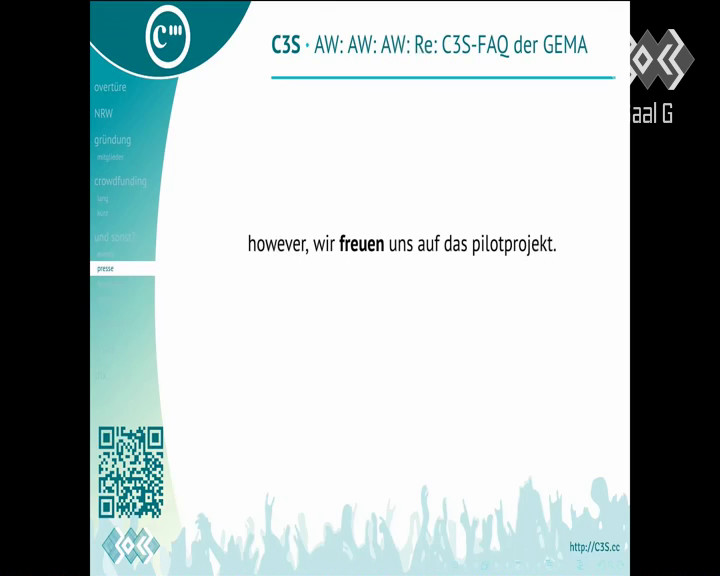 C'''
C3S · AW: AW: AW: Re: C3S-FAQ der GEMA
aal G
overtüre
NRW
gründung
mitglieder
crowdfunding
lang
kurz
und sonst?
presse
however, wir freuen uns auf das pilotprojekt.
http://C3S.cc